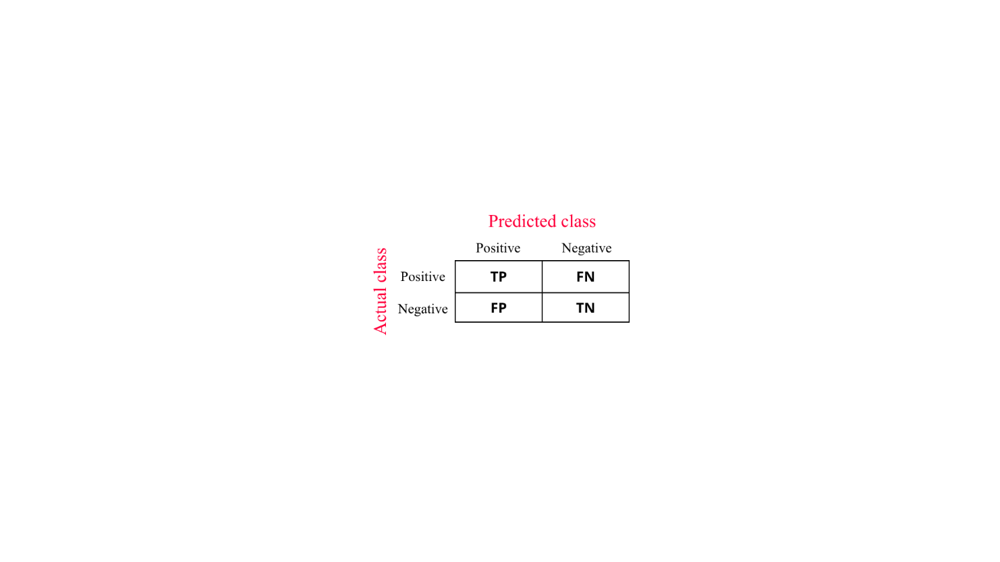 Predicted class
Positive Negative
Actual class
Positive TP FN
Negative FP TN